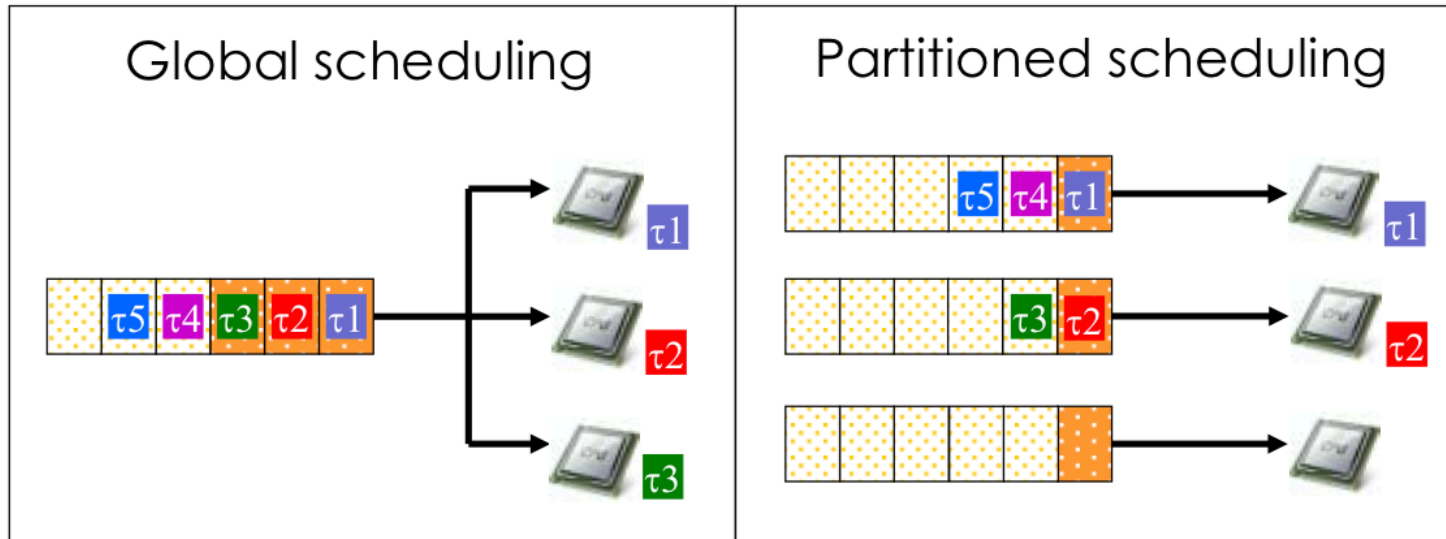 Global scheduling
τ1
τ5 τ4 τ3 τ2 τ1
τ2
τ3
Partitioned scheduling
τ5 τ4 τ1
τ1
τ3 τ2
τ2